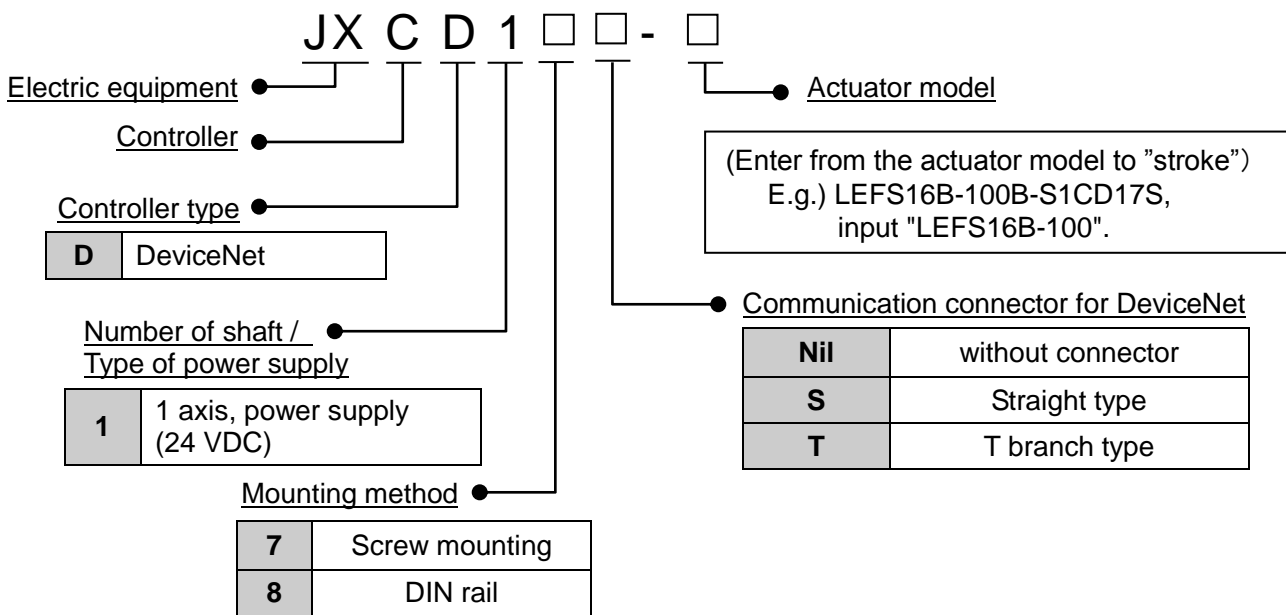 JX C D 1 □ □ - □
Electric equipment
Actuator model
Controller
(Enter from the actuator model to ”stroke”）
E.g.) LEFS16B-100B-S1CD17S,
input "LEFS16B-100".
Controller type
D DeviceNet
Communication connector for DeviceNet
Nil without connector
S Straight type
T T branch type
Number of shaft /
Type of power supply
1 1 axis, power supply
(24 VDC)
Mounting method
7 Screw mounting
8 DIN rail